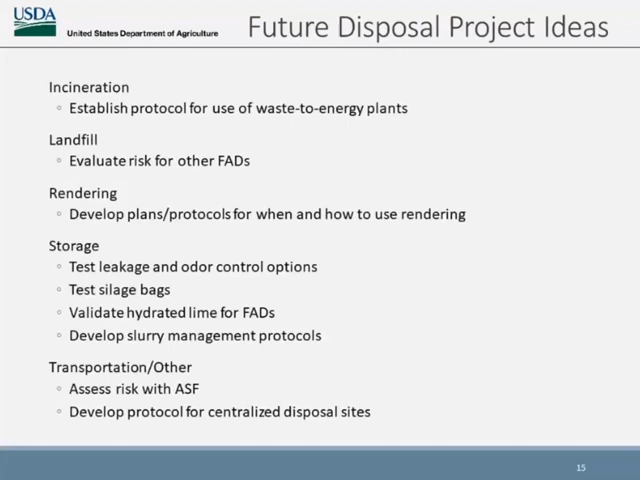 USDA
United States Department of Agriculture
Future Disposal Project Ideas
Incineration
◦ Establish protocol for use of waste-to-energy plants
Landfill
◦ Evaluate risk for other FADs
Rendering
◦ Develop plans/protocols for when and how to use rendering
Storage
◦ Test leakage and odor control options
◦ Test silage bags
◦ Validate hydrated lime for FADs
◦ Develop slurry management protocols
Transportation/Other
◦ Assess risk with ASF
◦ Develop protocol for centralized disposal sites
15